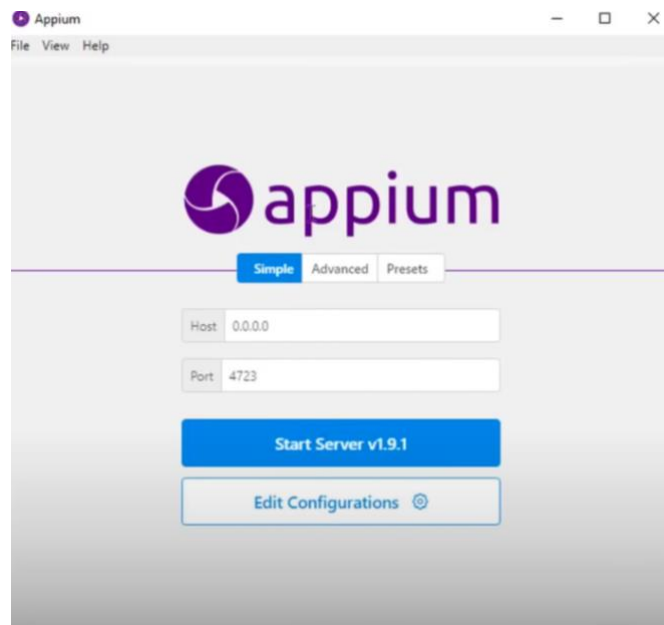 Appium
File View Help
appium
Simple Advanced Presets
Host 0.0.0.0
Port 4723
Start Server v1.9.1
Edit Configurations